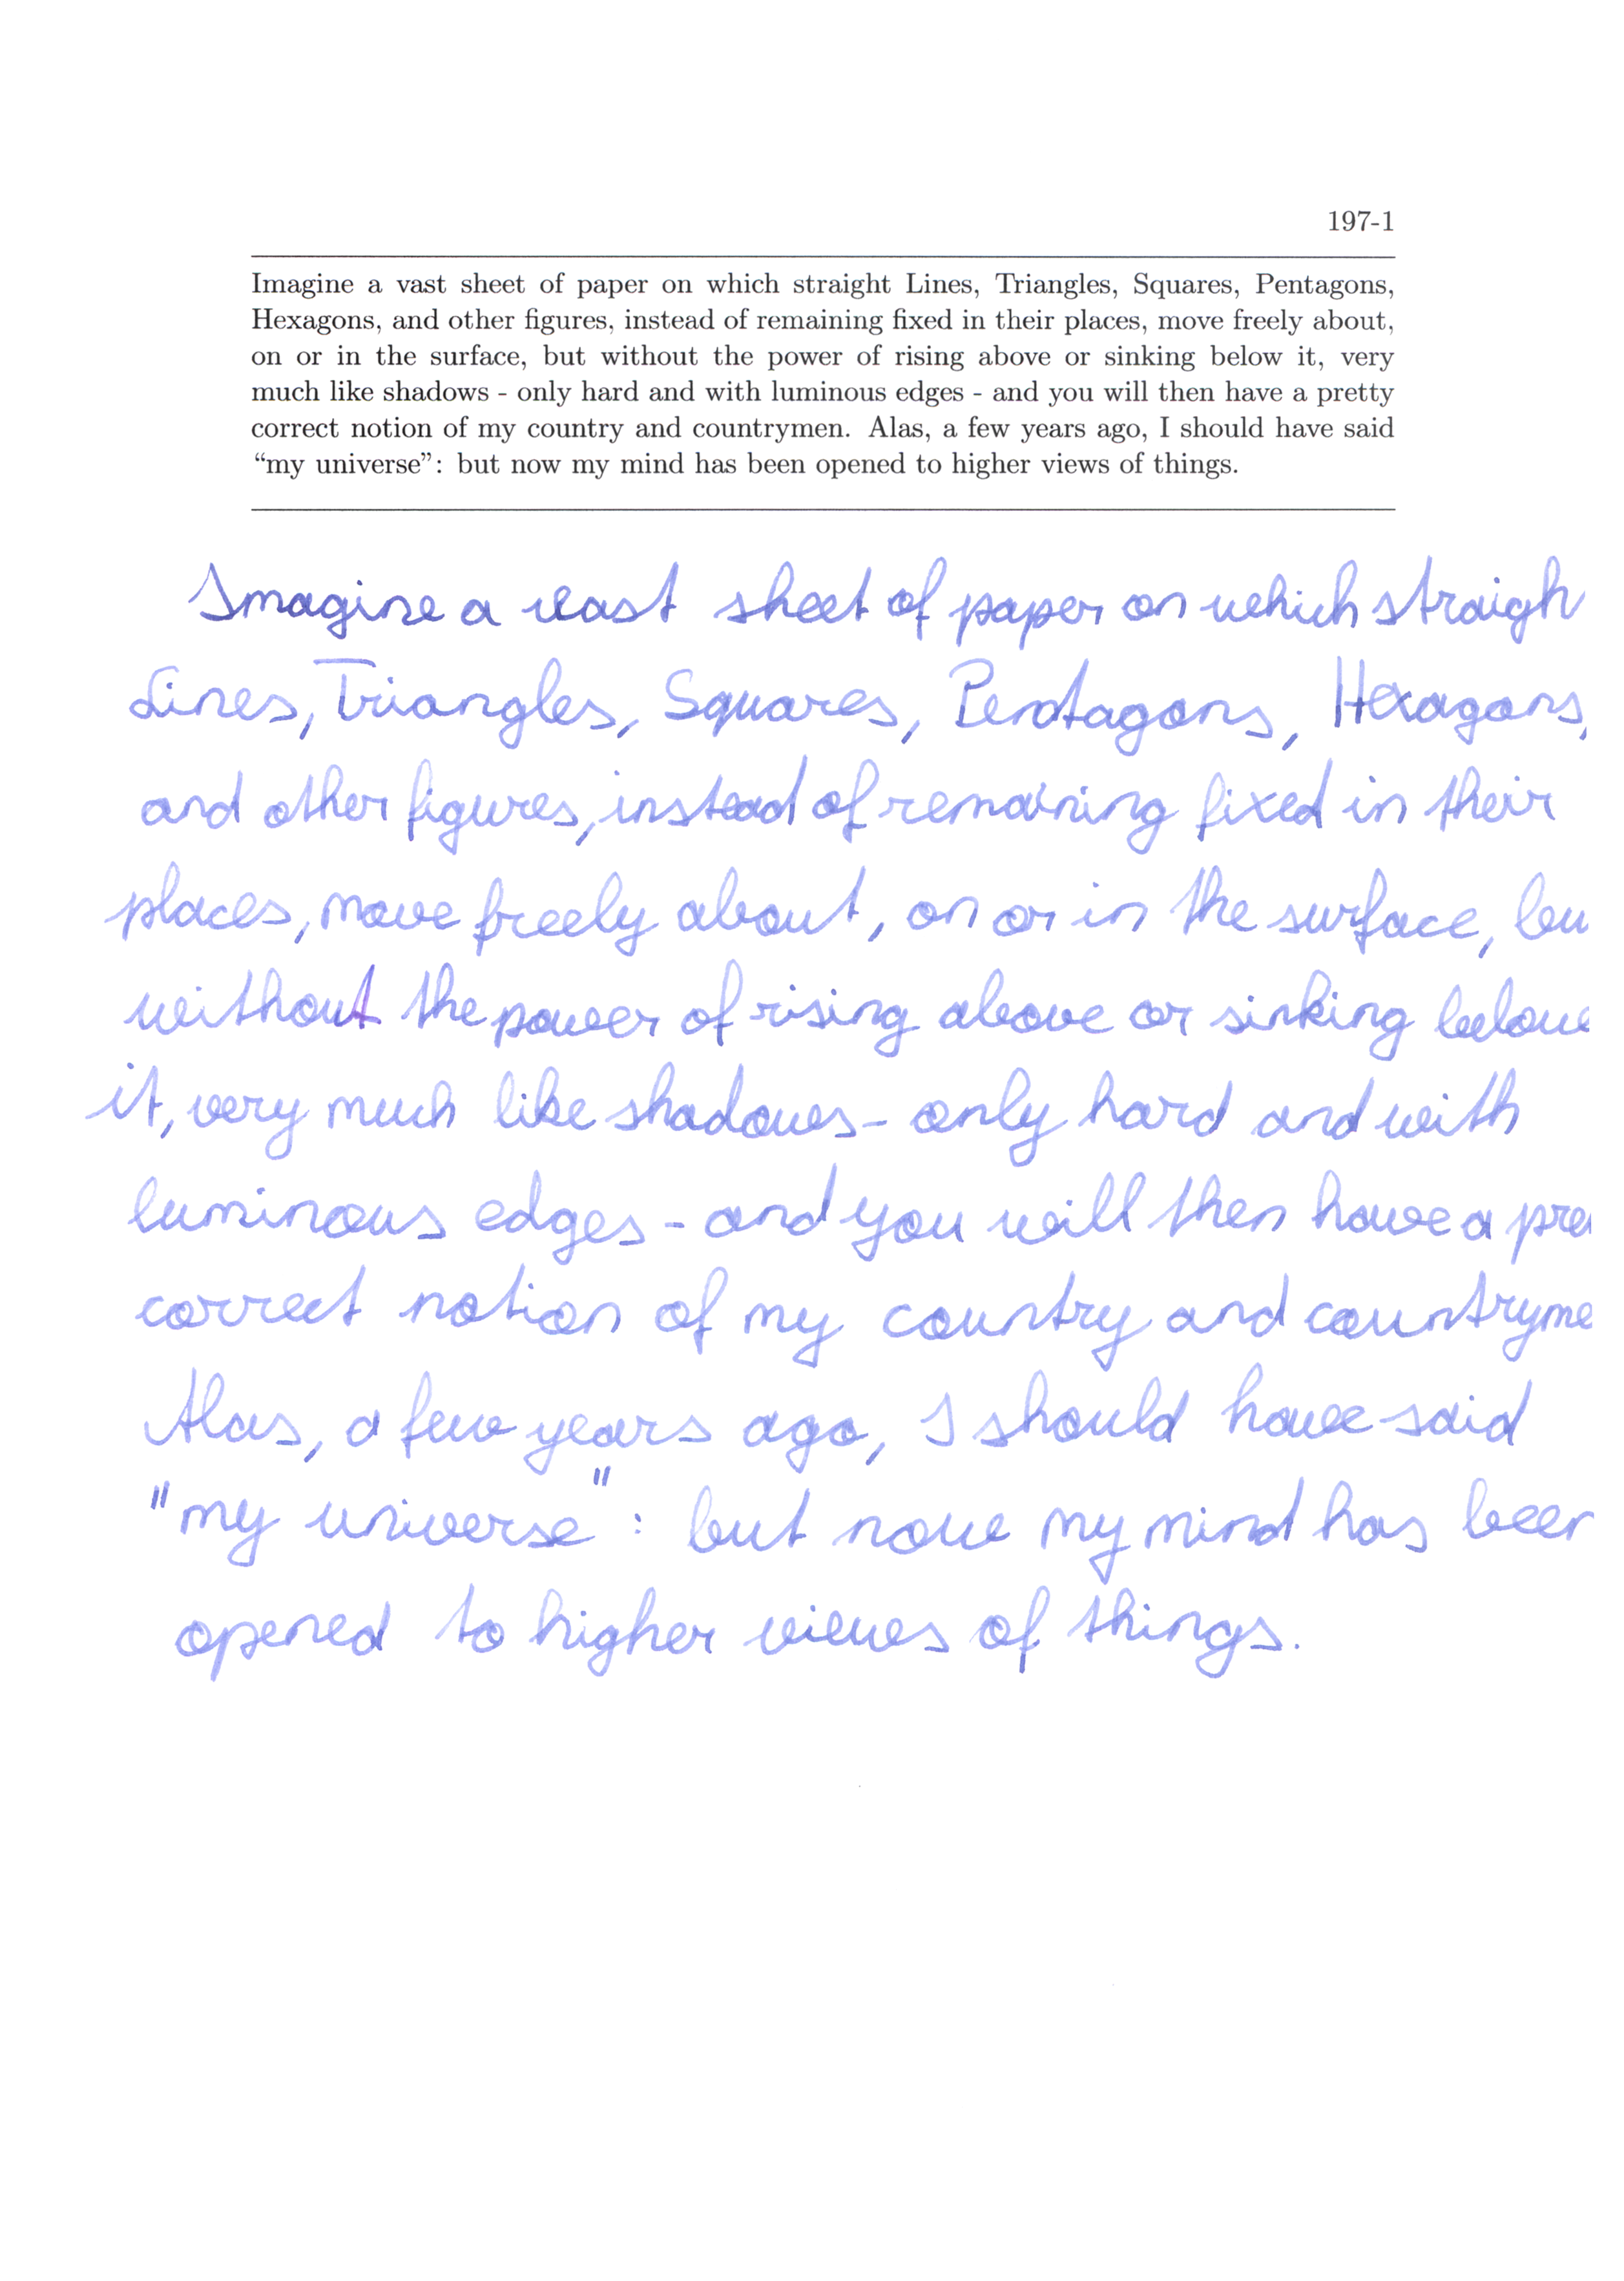 197-1
Imagine a vast sheet of paper on which straight Lines, Triangles, Squares, Pentagons,
Hexagons, and other figures, instead of remaining fixed in their places, move freely about,
on or in the surface, but without the power of rising above or sinking below it, very
much like shadows - only hard and with luminous edges - and you will then have a pretty
correct notion of my country and countrymen. Alas, a few years ago, I should have said
“my universe”: but now my mind has been opened to higher views of things.
Imagine a vast sheet of paper on which straigh
Lines, Triangles, Squares, Pentagons, Hexagons,
and other figures, instead of remaining fixed in their
places, move freely about, on or in the surface, bu
without the power of rising above or sinking below
it, very much like shadows - only hard and with
luminous edges - and you will then have a pre
correct notion of my country and countryme
Alas, a few years ago, I should have said
"my universe": but now my mind has been
opened to higher views of things.